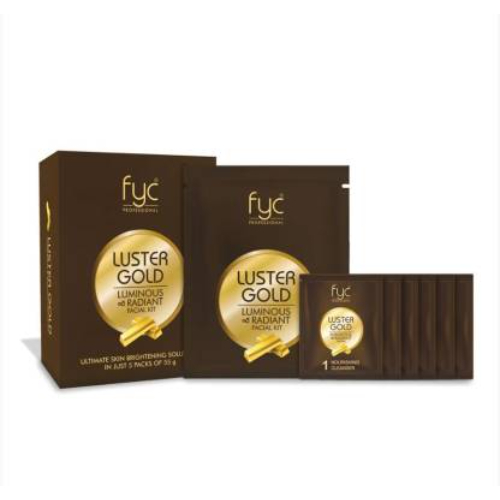 fyc
PROFESSIONAL
LUSTER
GOLD
LUMINOUS
RADIANT
FACIAL KIT
ULTIMATE SKIN BRIGHTENING
IN JUST 5 PACKS OF 55 g
LUSTER GOLD
fyc
PROFESSIONAL
LUSTER
GOLD
LUMINOUS
RADIANT
FACIAL KIT
fyc
LUSTER
GOLD
1 NOURISHING
CLEANSER